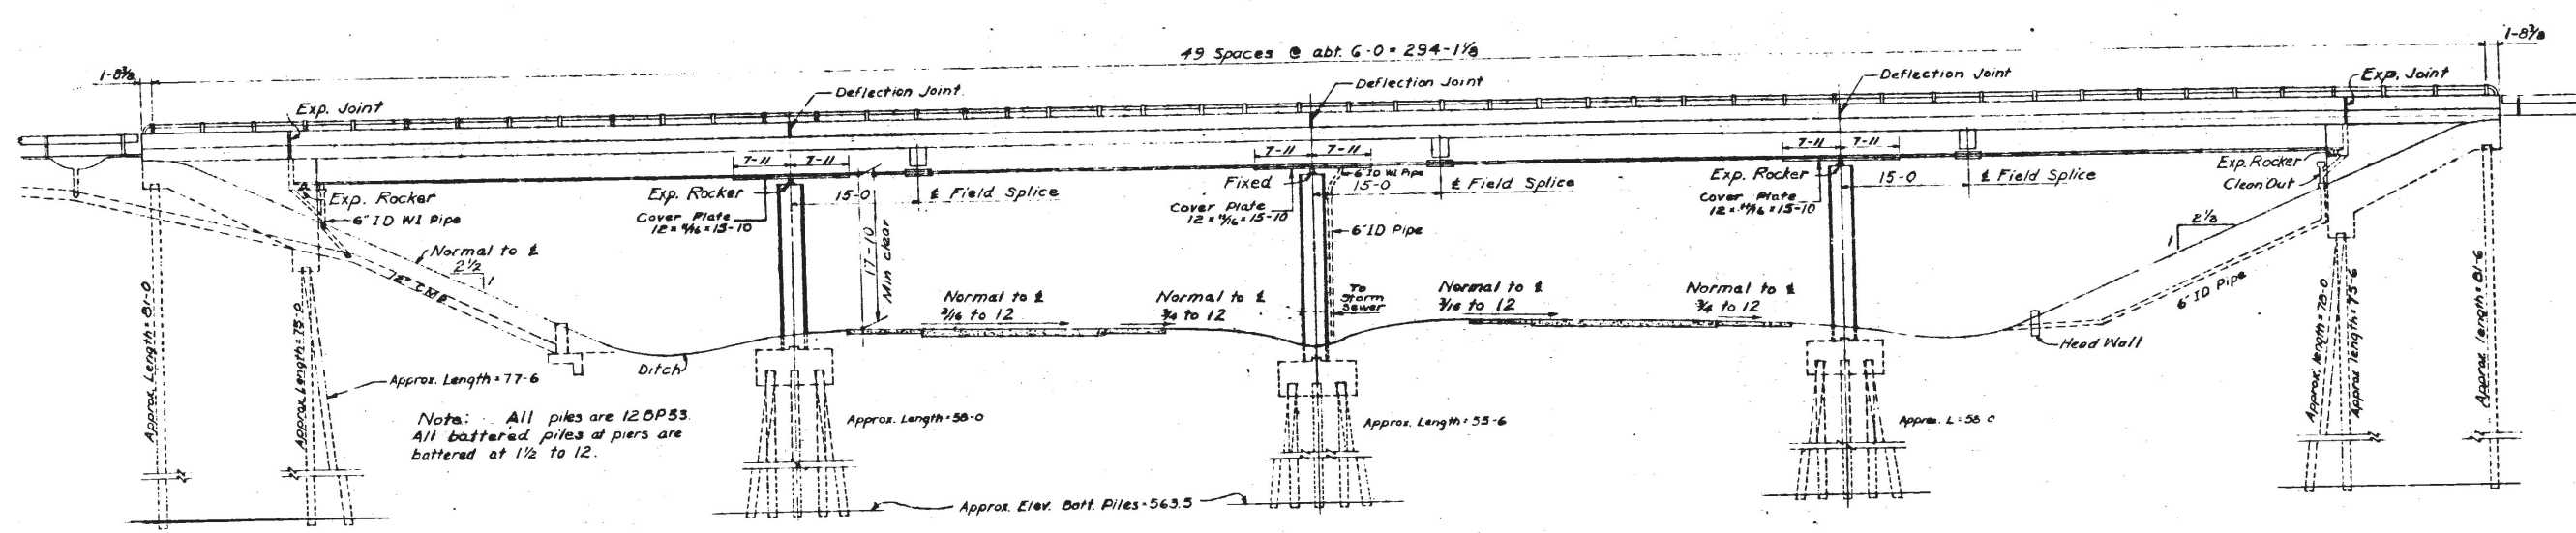 49 Spaces @ abt. 6-0 = 294-1⅛
1-8⅜
1-8⅜
Exp. Joint
Deflection Joint
Deflection Joint
Deflection Joint
Exp. Joint
7-11
7-11
7-11
7-11
7-11
7-11
Exp. Rocker
6" ID WI Pipe
Exp. Rocker
Cover Plate
12 x 11/16 x 15-10
15-0
℄ Field Splice
Fixed
Cover Plate
12 x 11/16 x 15-10
6" ID WI Pipe
15-0
℄ Field Splice
Exp. Rocker
Cover Plate
12 x 11/16 x 15-10
15-0
℄ Field Splice
Exp. Rocker
Clean Out
Normal to ℄
2½
1
12" CMP
17-10
Min clear
6" ID Pipe
2½
1
6" ID Pipe
Normal to ℄
3/16 to 12
Normal to ℄
¾ to 12
To
Storm
Sewer
Normal to ℄
3/16 to 12
Normal to ℄
¾ to 12
Ditch
Head Wall
Approx. Length = 81-0
Approx. Length = 75-0
Approx. Length = 77-6
Note: All piles are 12BP53.
All battered piles at piers are
battered at 1½ to 12.
Approx. Length = 58-0
Approx. Length = 55-6
Approx. L = 58-0
Approx. length = 78-0
Approx. length = 75-6
Approx. length = 81-6
Approx. Elev. Bott. Piles = 563.5